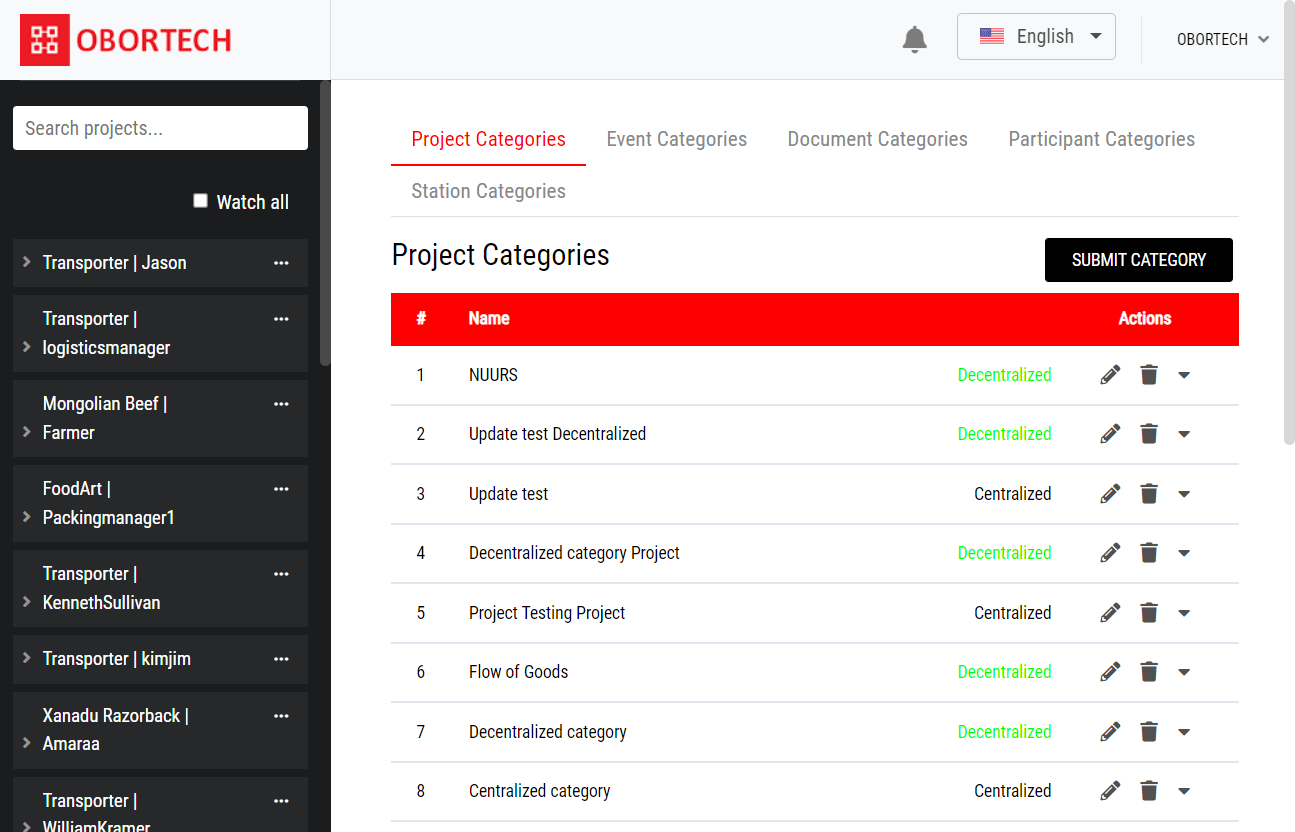 OBORTECH
English
OBORTECH
Search projects...
Watch all
Transporter | Jason
Transporter |
logisticsmanager
Mongolian Beef |
Farmer
FoodArt |
Packingmanager1
Transporter |
KennethSullivan
Transporter | kimjim
Xanadu Razorback |
Amaraa
Transporter |
WilliamKramer
Project Categories Event Categories Document Categories Participant Categories
Station Categories
Project Categories
SUBMIT CATEGORY
# Name Actions
1 NUURS Decentralized
2 Update test Decentralized Decentralized
3 Update test Centralized
4 Decentralized category Project Decentralized
5 Project Testing Project Centralized
6 Flow of Goods Decentralized
7 Decentralized category Decentralized
8 Centralized category Centralized